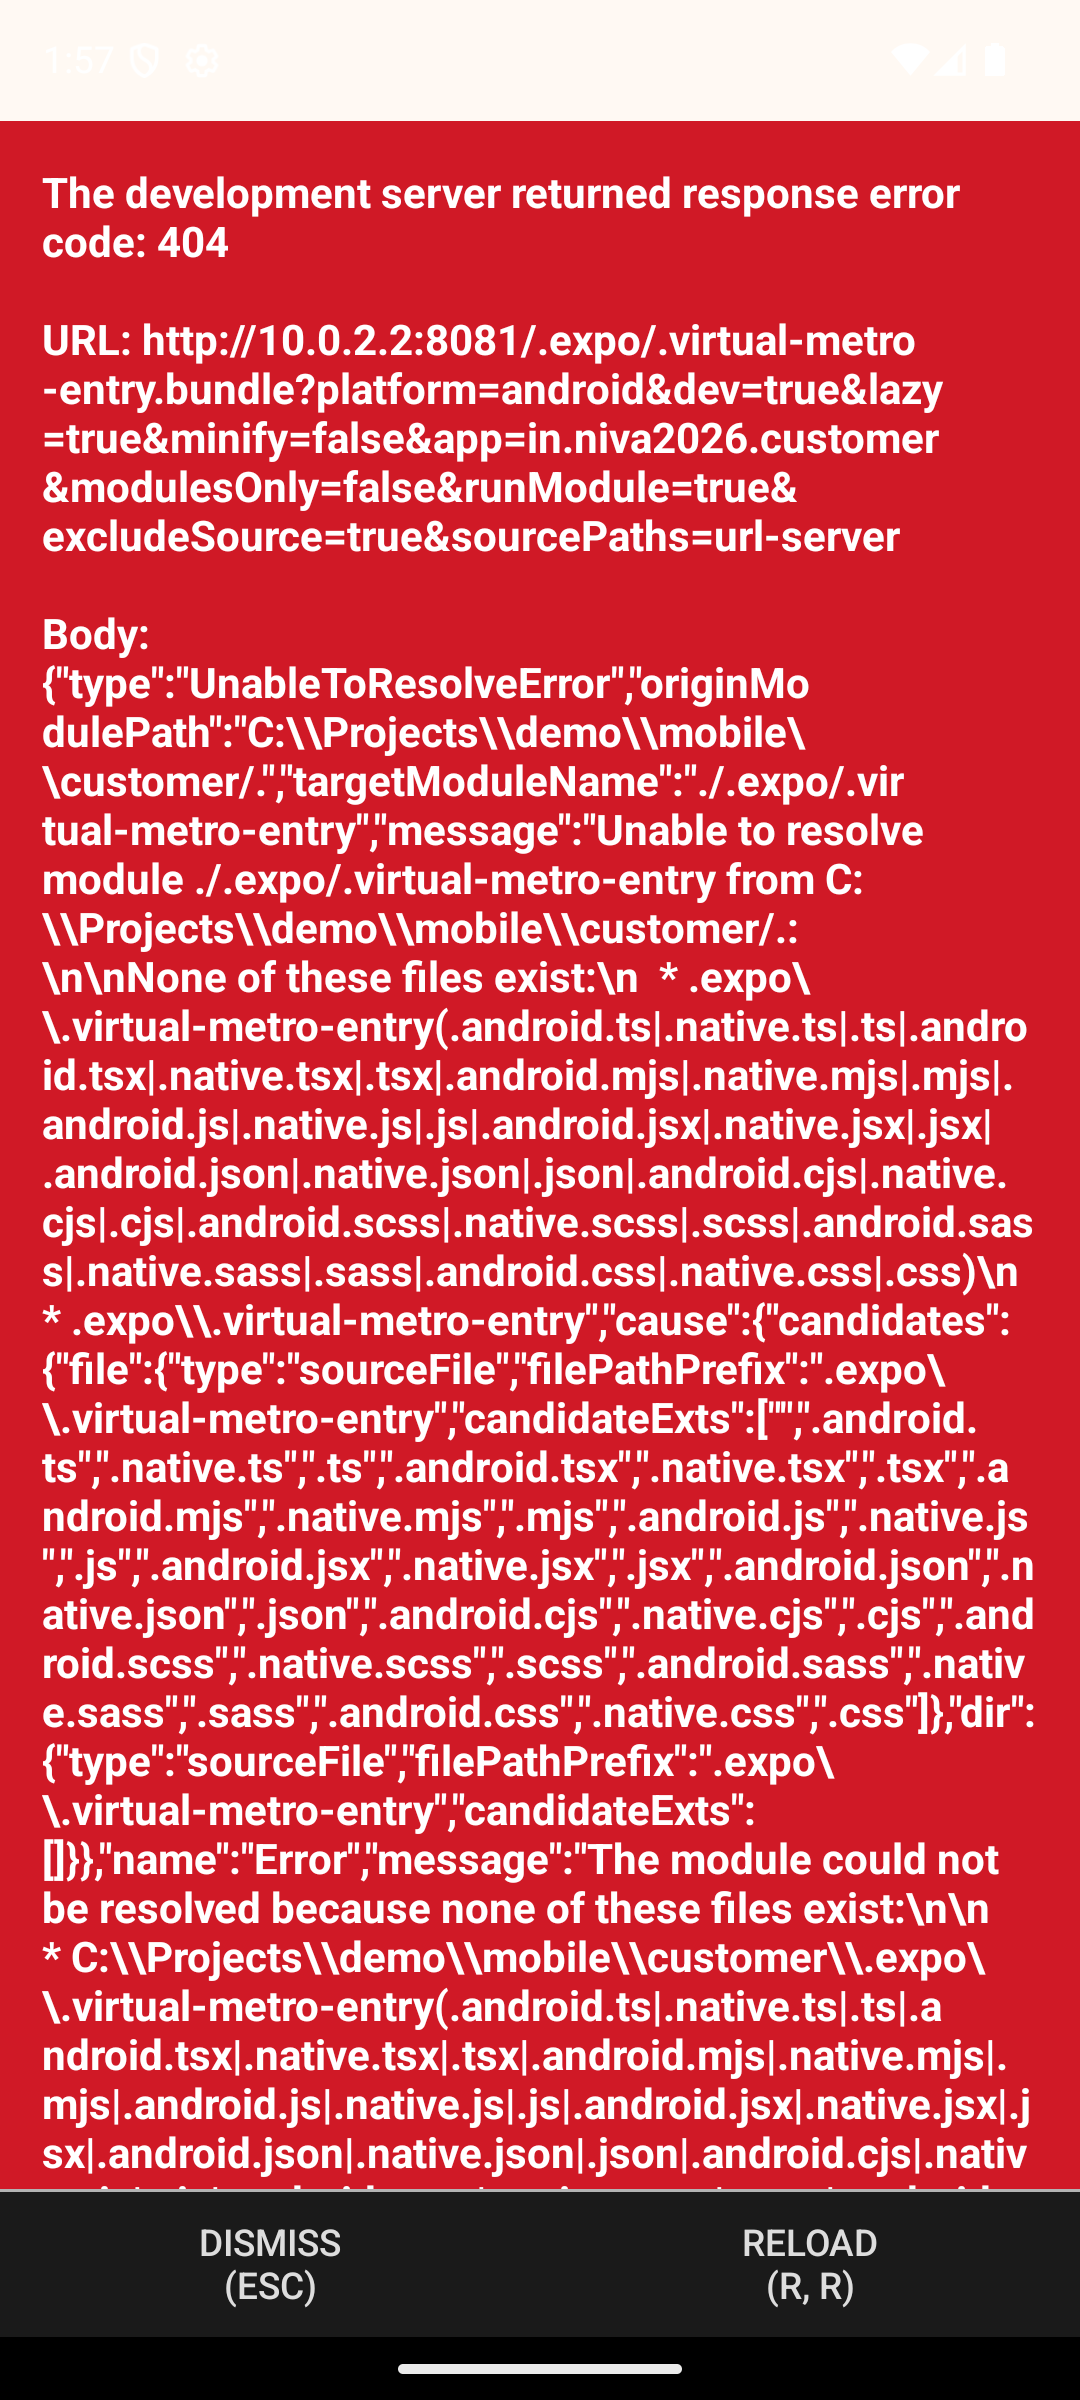 1:57
The development server returned response error
code: 404
URL: http://10.0.2.2:8081/.expo/.virtual-metro
-entry.bundle?platform=android&dev=true&lazy
=true&minify=false&app=in.niva2026.customer
&modulesOnly=false&runModule=true&
excludeSource=true&sourcePaths=url-server
Body:
{"type":"UnableToResolveError","originMo
dulePath":"C:\\Projects\\demo\\mobile\
\customer/.","targetModuleName":"./.expo/.vir
tual-metro-entry","message":"Unable to resolve
module ./.expo/.virtual-metro-entry from C:
\\Projects\\demo\\mobile\\customer/.:
\n\nNone of these files exist:\n  * .expo\
\.virtual-metro-entry(.android.ts|.native.ts|.ts|.andro
id.tsx|.native.tsx|.tsx|.android.mjs|.native.mjs|.mjs|.
android.js|.native.js|.js|.android.jsx|.native.jsx|.jsx|
.android.json|.native.json|.json|.android.cjs|.native.
cjs|.cjs|.android.scss|.native.scss|.scss|.android.sas
s|.native.sass|.sass|.android.css|.native.css|.css)\n
* .expo\\.virtual-metro-entry","cause":{"candidates":
{"file":{"type":"sourceFile","filePathPrefix":".expo\
\.virtual-metro-entry","candidateExts":["",".android.
ts",".native.ts",".ts",".android.tsx",".native.tsx",".tsx",".a
ndroid.mjs",".native.mjs",".mjs",".android.js",".native.js
",".js",".android.jsx",".native.jsx",".jsx",".android.json",".n
ative.json",".json",".android.cjs",".native.cjs",".cjs",".and
roid.scss",".native.scss",".scss",".android.sass",".nativ
e.sass",".sass",".android.css",".native.css",".css"]},"dir":
{"type":"sourceFile","filePathPrefix":".expo\
\.virtual-metro-entry","candidateExts":
[]}},"name":"Error","message":"The module could not
be resolved because none of these files exist:\n\n
* C:\\Projects\\demo\\mobile\\customer\\.expo\
\.virtual-metro-entry(.android.ts|.native.ts|.ts|.a
ndroid.tsx|.native.tsx|.tsx|.android.mjs|.native.mjs|.
mjs|.android.js|.native.js|.js|.android.jsx|.native.jsx|.j
sx|.android.json|.native.json|.json|.android.cjs|.nativ
DISMISS
(ESC)
RELOAD
(R, R)